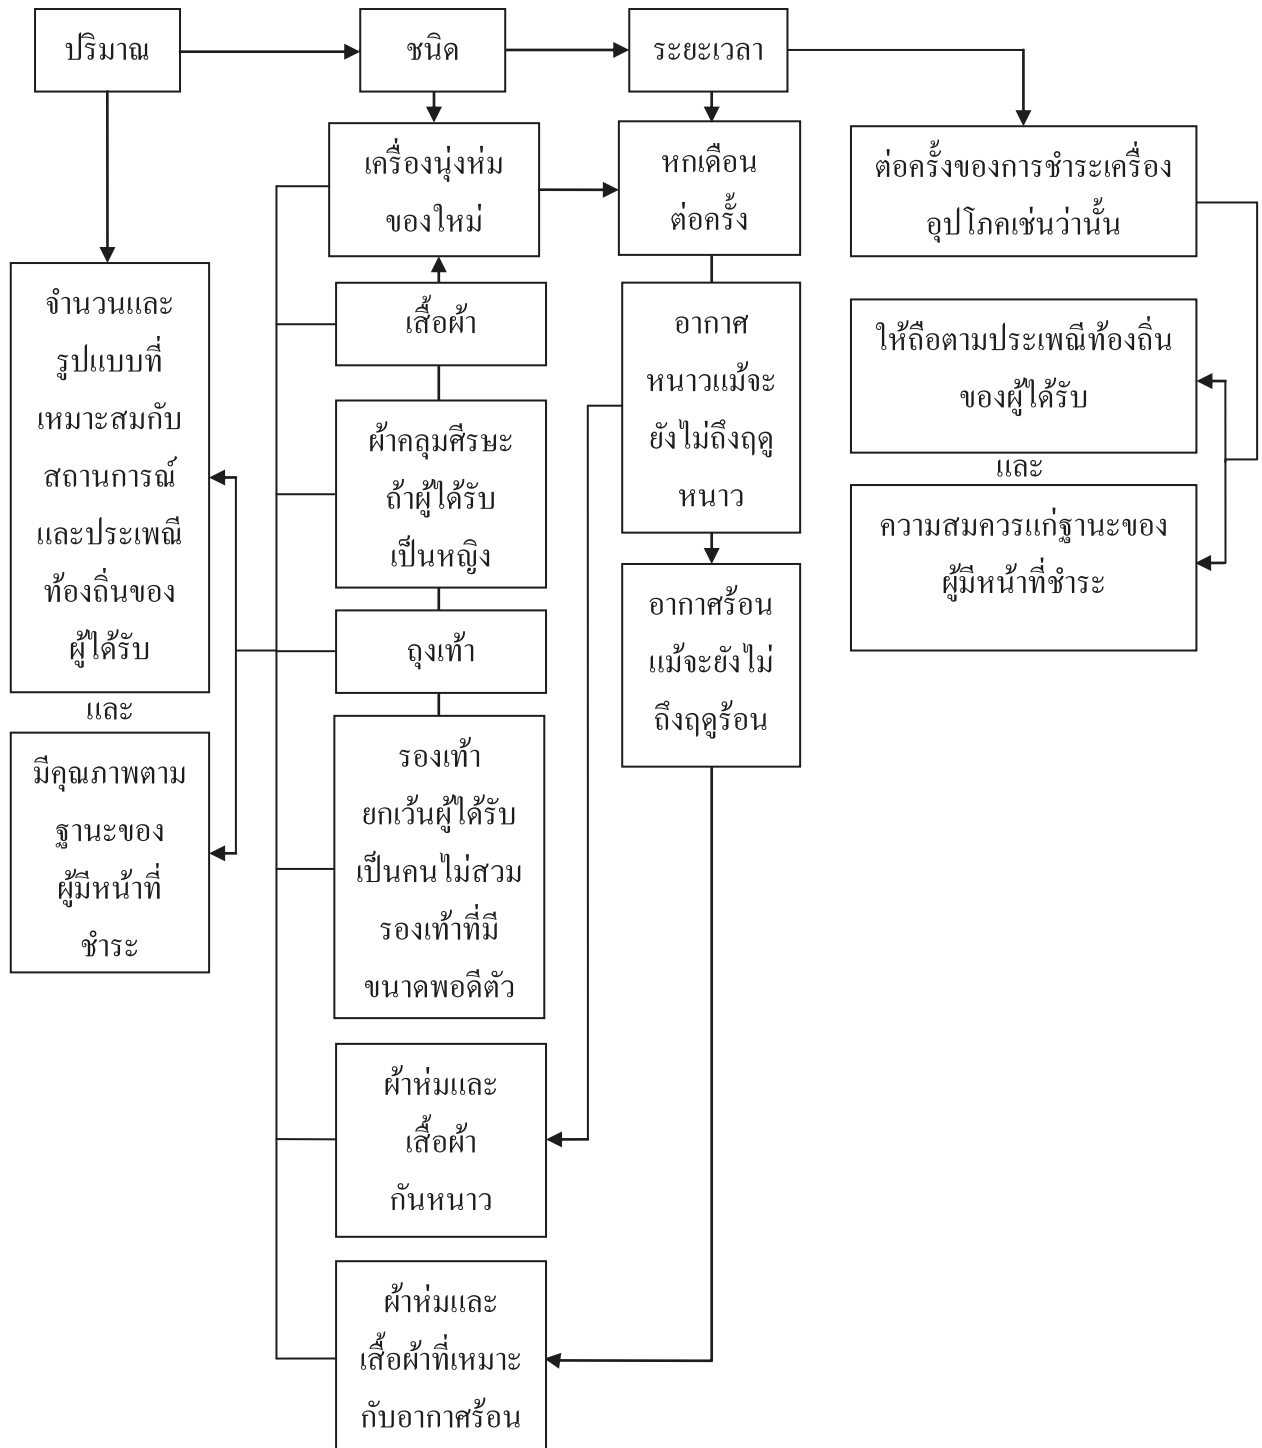 ปริมาณ
ชนิด
ระยะเวลา
จำนวนและ
รูปแบบที่
เหมาะสมกับ
สถานการณ์
และประเพณี
ท้องถิ่นของ
ผู้ได้รับ
และ
มีคุณภาพตาม
ฐานะของ
ผู้มีหน้าที่
ชำระ
เครื่องนุ่งห่ม
ของใหม่
เสื้อผ้า
ผ้าคลุมศีรษะ
ถ้าผู้ได้รับ
เป็นหญิง
ถุงเท้า
รองเท้า
ยกเว้นผู้ได้รับ
เป็นคนไม่สวม
รองเท้าที่มี
ขนาดพอดีตัว
ผ้าห่มและ
เสื้อผ้า
กันหนาว
ผ้าห่มและ
เสื้อผ้าที่เหมาะ
กับอากาศร้อน
หกเดือน
ต่อครั้ง
อากาศ
หนาวแม้จะ
ยังไม่ถึงฤดู
หนาว
อากาศร้อน
แม้จะยังไม่
ถึงฤดูร้อน
ต่อครั้งของการชำระเครื่อง
อุปโภคเช่นว่านั้น
ให้ถือตามประเพณีท้องถิ่น
ของผู้ได้รับ
และ
ความสมควรแก่ฐานะของ
ผู้มีหน้าที่ชำระ